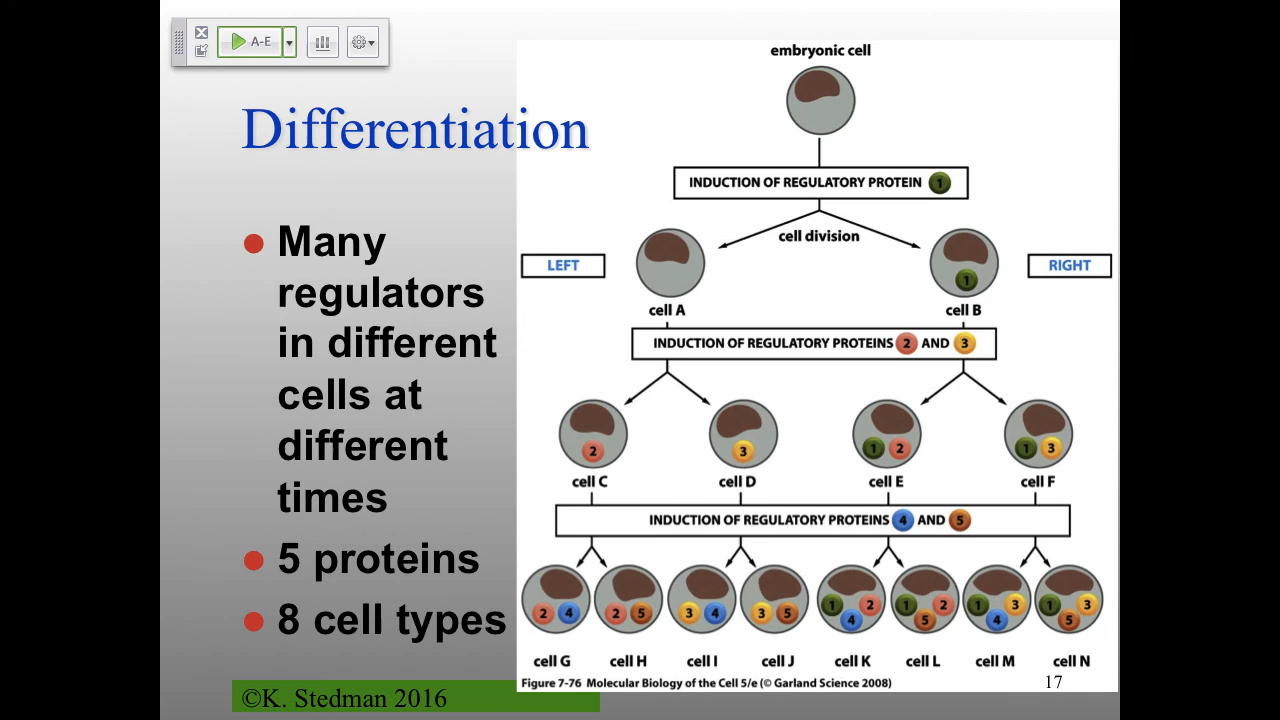 A-E
Differentiation
Many
regulators
in different
cells at
different
times
5 proteins
8 cell types
©K. Stedman 2016
embryonic cell
INDUCTION OF REGULATORY PROTEIN 1
cell division
LEFT
RIGHT
1
cell A
cell B
INDUCTION OF REGULATORY PROTEINS 2 AND 3
2 3 1 2 1 3
cell C cell D cell E cell F
INDUCTION OF REGULATORY PROTEINS 4 AND 5
2 4 2 5 3 4 3 5 1 2 4 1 2 5 1 3 4 1 3 5
cell G cell H cell I cell J cell K cell L cell M cell N
Figure 7-76 Molecular Biology of the Cell 5/e (© Garland Science 2008)
17